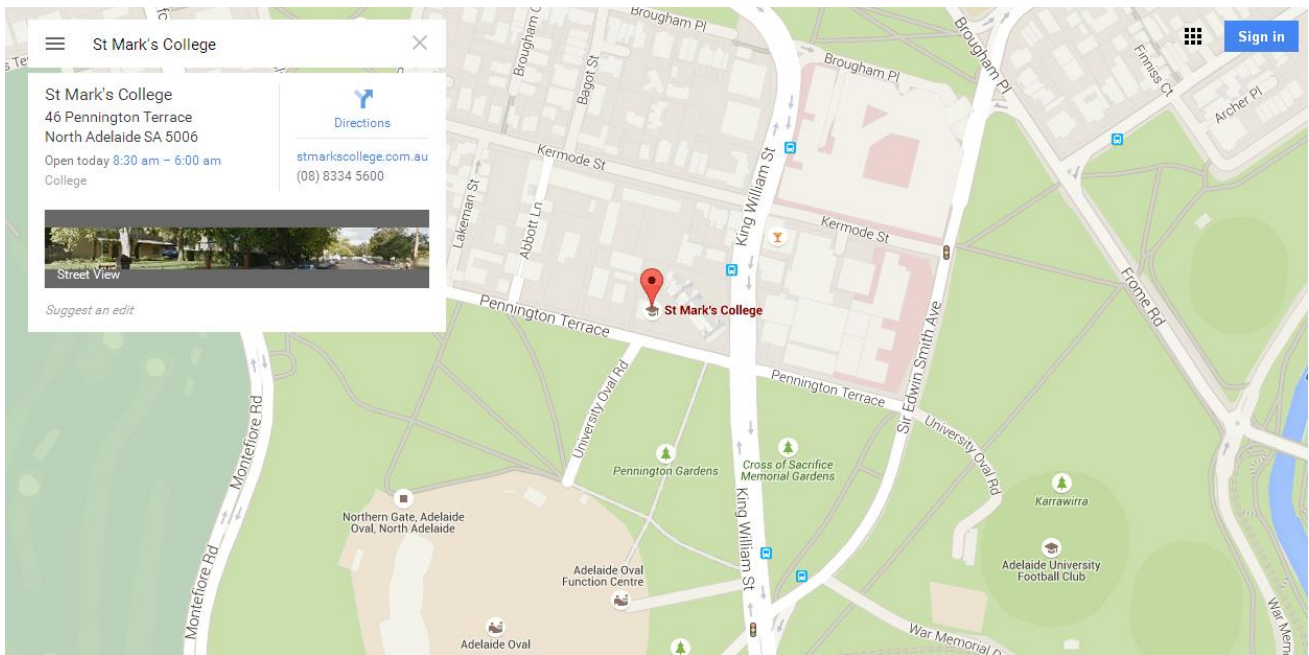 St Mark's College
Sign in
St Mark's College
46 Pennington Terrace
North Adelaide SA 5006
Open today 8:30 am – 6:00 am
College
Directions
stmarkscollege.com.au
(08) 8334 5600
Street View
Suggest an edit
Brougham Pl
Brougham
Bagot St
Brougham Pl
Brougham Pl
Finniss Ct
Archer Pl
Kermode St
Lakeman St
Abbott Ln
King William St
Kermode St
St Mark's College
Pennington Terrace
Pennington Terrace
Sir Edwin Smith Ave
Frome Rd
University Oval Rd
University Oval Rd
Montefiore Rd
Pennington Gardens
Cross of Sacrifice
Memorial Gardens
Karrawirra
Northern Gate, Adelaide
Oval, North Adelaide
King William St
Adelaide University
Football Club
Montefiore Rd
Adelaide Oval
Function Centre
Adelaide Oval
War Memorial D
War Mem